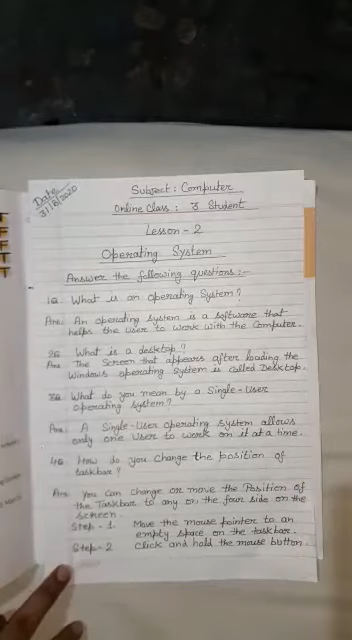 Date
31/8/2020
Subject: Computer
Online Class: 3 Student
Lesson - 2
Operating System
Answer the following questions:-
1Q. What is an operating System?
Ans: An operating system is a software that
helps the user to work with the Computer.
2Q What is a desktop?
Ans The Screen that appears after loading the
Windows operating System is called Desktop.
3Q What do you mean by a Single-User
operating system?
Ans. A Single-User operating system allows
only one User to work on it at a time.
4Q. How do you change the position of
taskbar?
Ans You can change or move the Position of
the Taskbar to any on the four side on the
screen.
Step - 1. Move the mouse pointer to an
empty space on the taskbar.
Step - 2 Click and hold the mouse button.
T
F
F
T
T